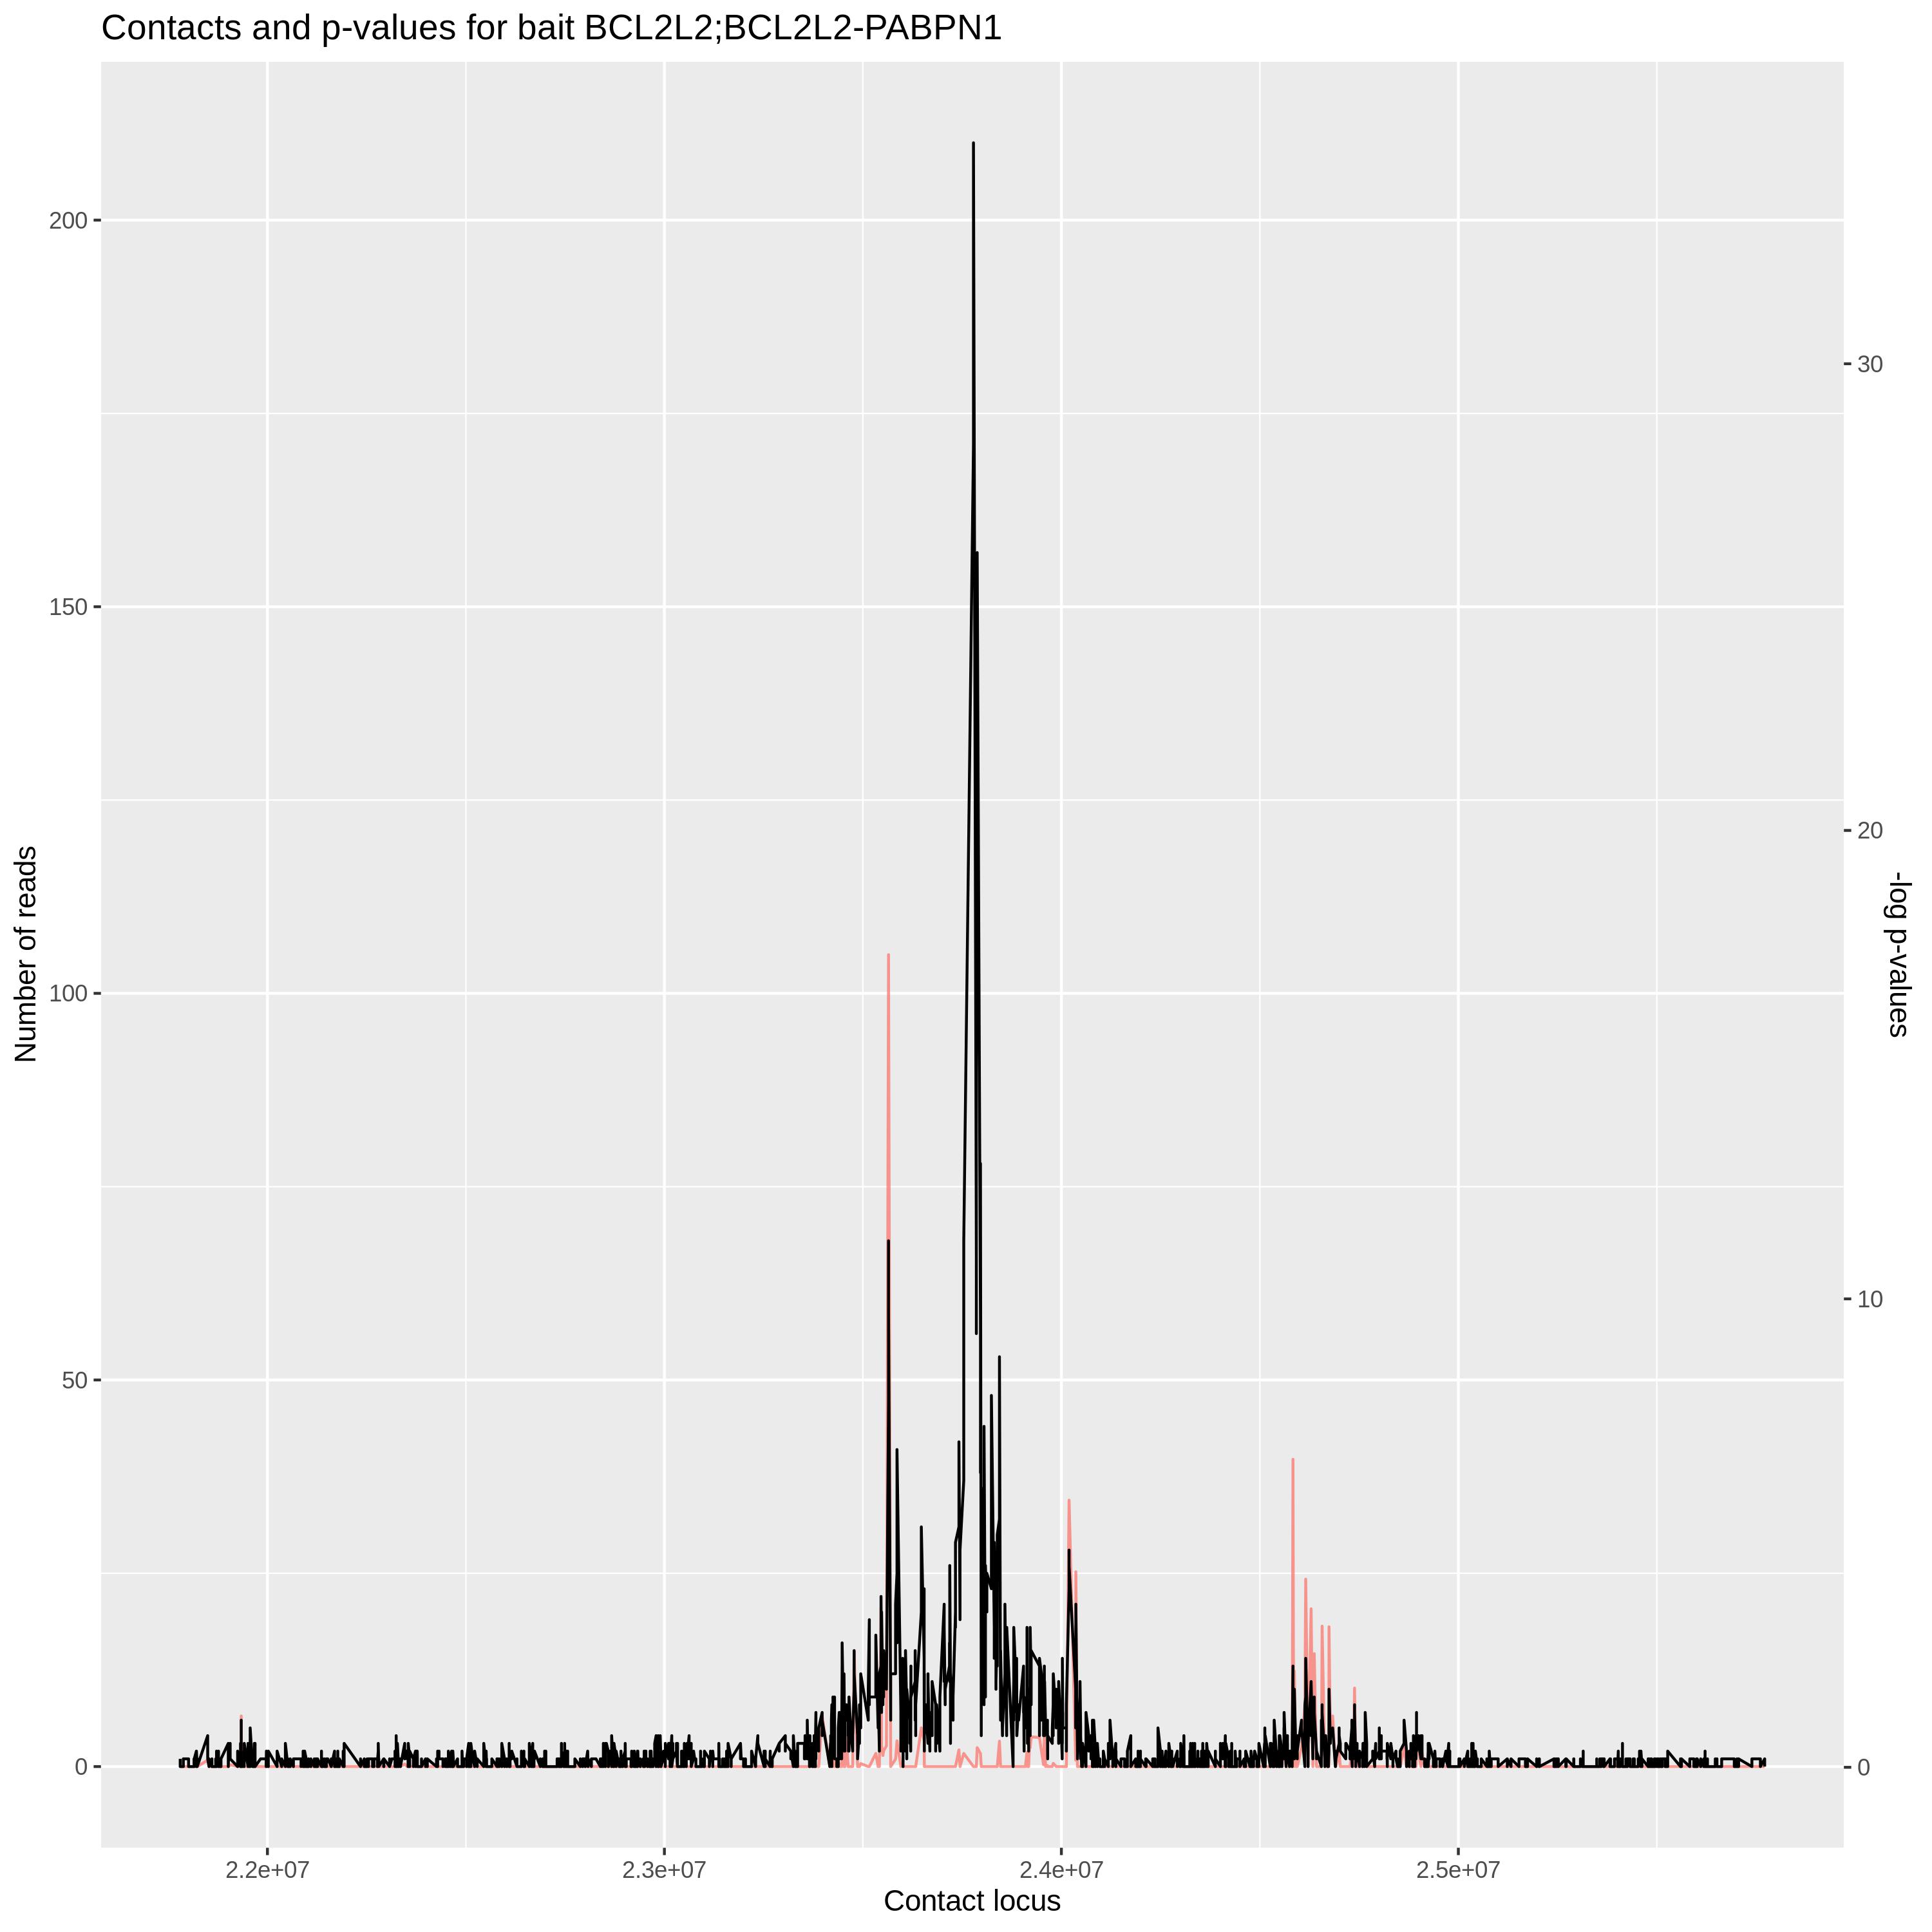 Contacts and p-values for bait BCL2L2;BCL2L2-PABPN1
200
150
100
50
0
Number of reads
30
20
10
0
-log p-values
2.2e+07
2.3e+07
2.4e+07
2.5e+07
Contact locus